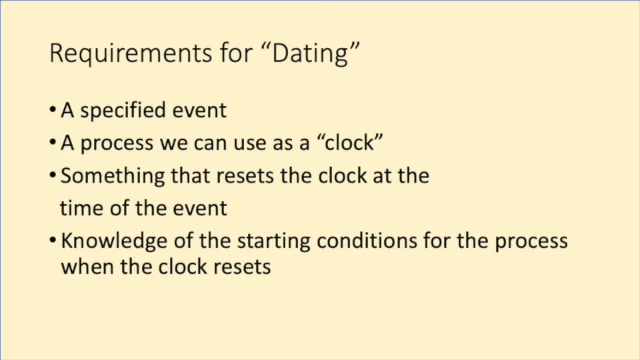 Requirements for “Dating”
• A specified event
• A process we can use as a “clock”
• Something that resets the clock at the
time of the event
• Knowledge of the starting conditions for the process
when the clock resets